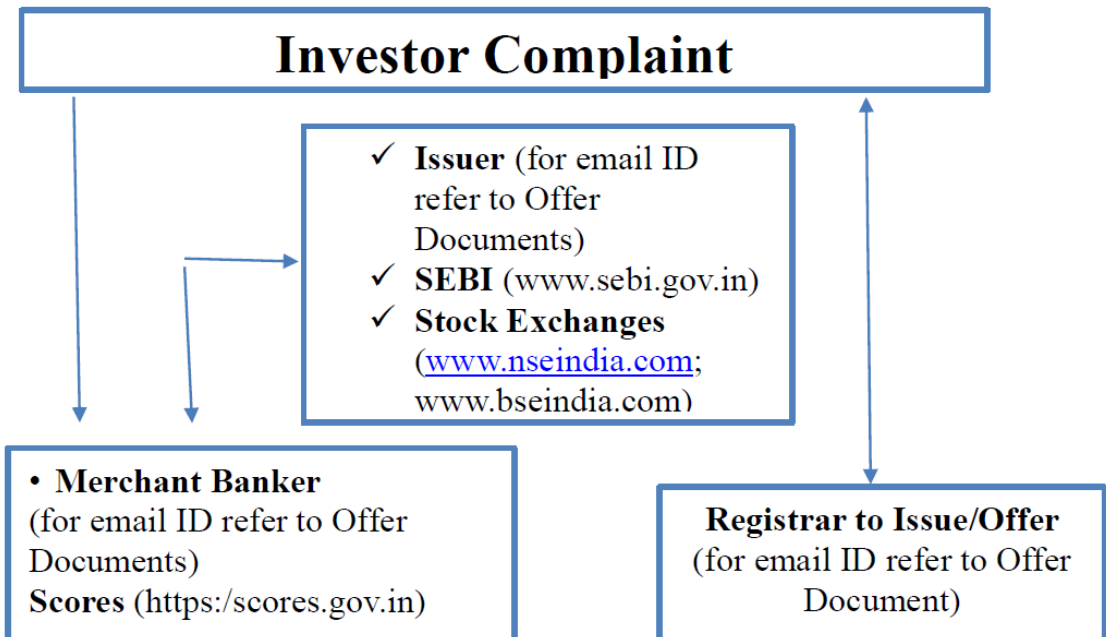 Investor Complaint
✓ Issuer (for email ID
refer to Offer
Documents)
✓ SEBI (www.sebi.gov.in)
✓ Stock Exchanges
(www.nseindia.com;
www.bseindia.com)
• Merchant Banker
(for email ID refer to Offer
Documents)
Scores (https:/scores.gov.in)
Registrar to Issue/Offer
(for email ID refer to Offer
Document)